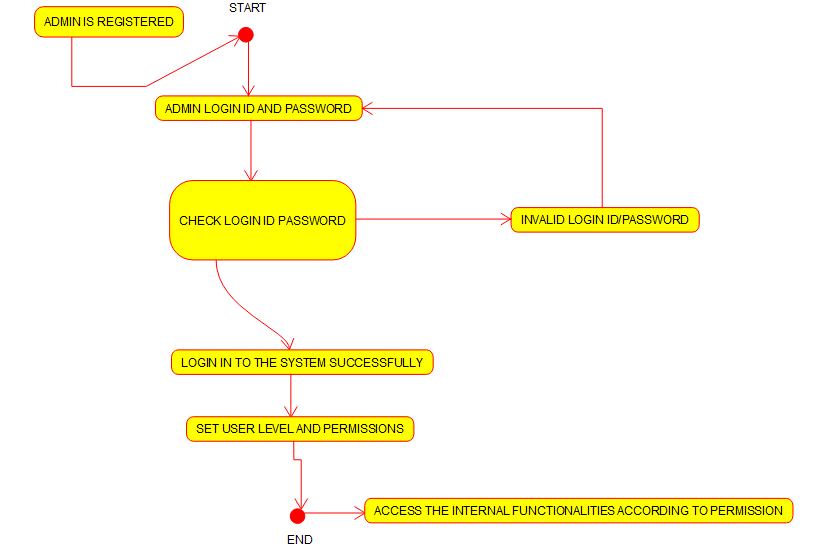 START
ADMIN IS REGISTERED
ADMIN LOGIN ID AND PASSWORD
CHECK LOGIN ID PASSWORD
INVALID LOGIN ID/PASSWORD
LOGIN IN TO THE SYSTEM SUCCESSFULLY
SET USER LEVEL AND PERMISSIONS
ACCESS THE INTERNAL FUNCTIONALITIES ACCORDING TO PERMISSION
END